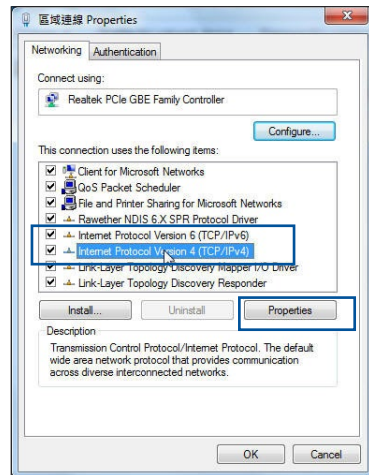 區域連線 Properties
Networking
Authentication
Connect using:
Realtek PCIe GBE Family Controller
Configure...
This connection uses the following items:
Client for Microsoft Networks
QoS Packet Scheduler
File and Printer Sharing for Microsoft Networks
Rawether NDIS 6.X SPR Protocol Driver
Internet Protocol Version 6 (TCP/IPv6)
Internet Protocol Version 4 (TCP/IPv4)
Link-Layer Topology Discovery Mapper I/O Driver
Link-Layer Topology Discovery Responder
Install...
Uninstall
Properties
Description
Transmission Control Protocol/Internet Protocol. The default
wide area network protocol that provides communication
across diverse interconnected networks.
OK
Cancel